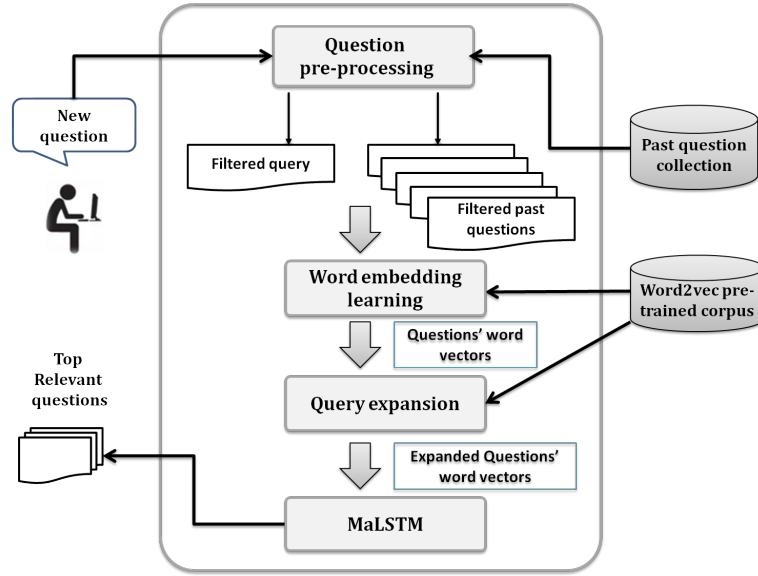 Question
pre-processing
New
question
Past question
collection
Filtered query
Filtered past
questions
Word embedding
learning
Word2vec pre-
trained corpus
Questions' word
vectors
Top
Relevant
questions
Query expansion
Expanded Questions'
word vectors
MaLSTM